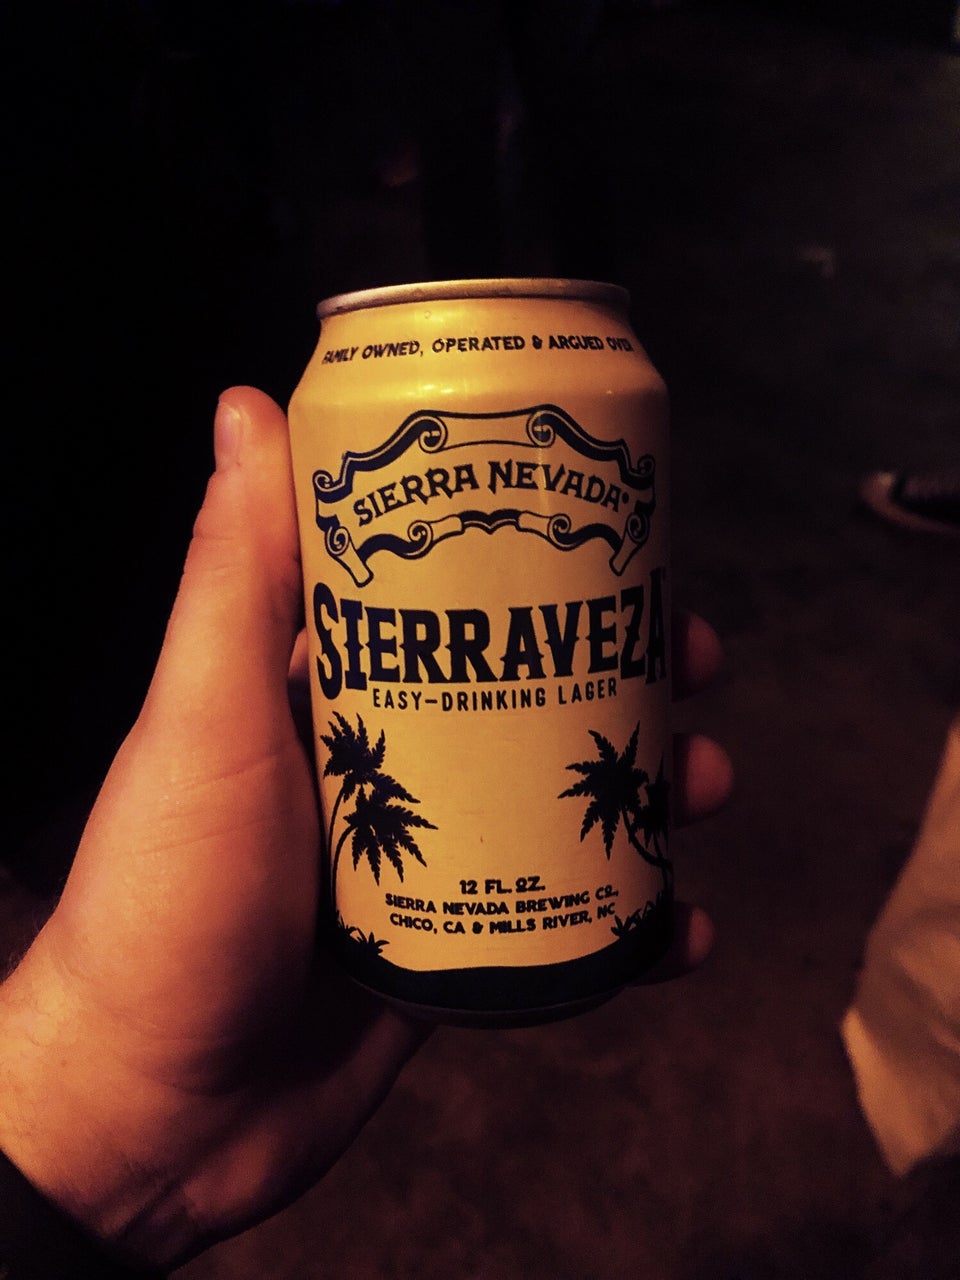 FAMILY OWNED, OPERATED & ARGUED OVER
SIERRA NEVADA®
SIERRAVEZA
EASY-DRINKING LAGER
12 FL. OZ.
SIERRA NEVADA BREWING CO.,
CHICO, CA & MILLS RIVER, NC